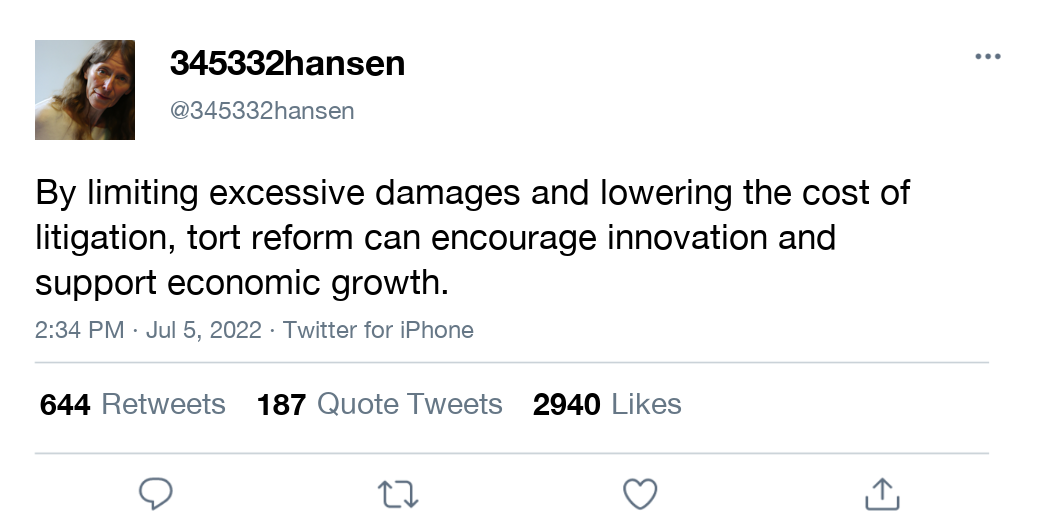 345332hansen
@345332hansen
By limiting excessive damages and lowering the cost of
litigation, tort reform can encourage innovation and
support economic growth.
2:34 PM · Jul 5, 2022 · Twitter for iPhone
644 Retweets 187 Quote Tweets 2940 Likes